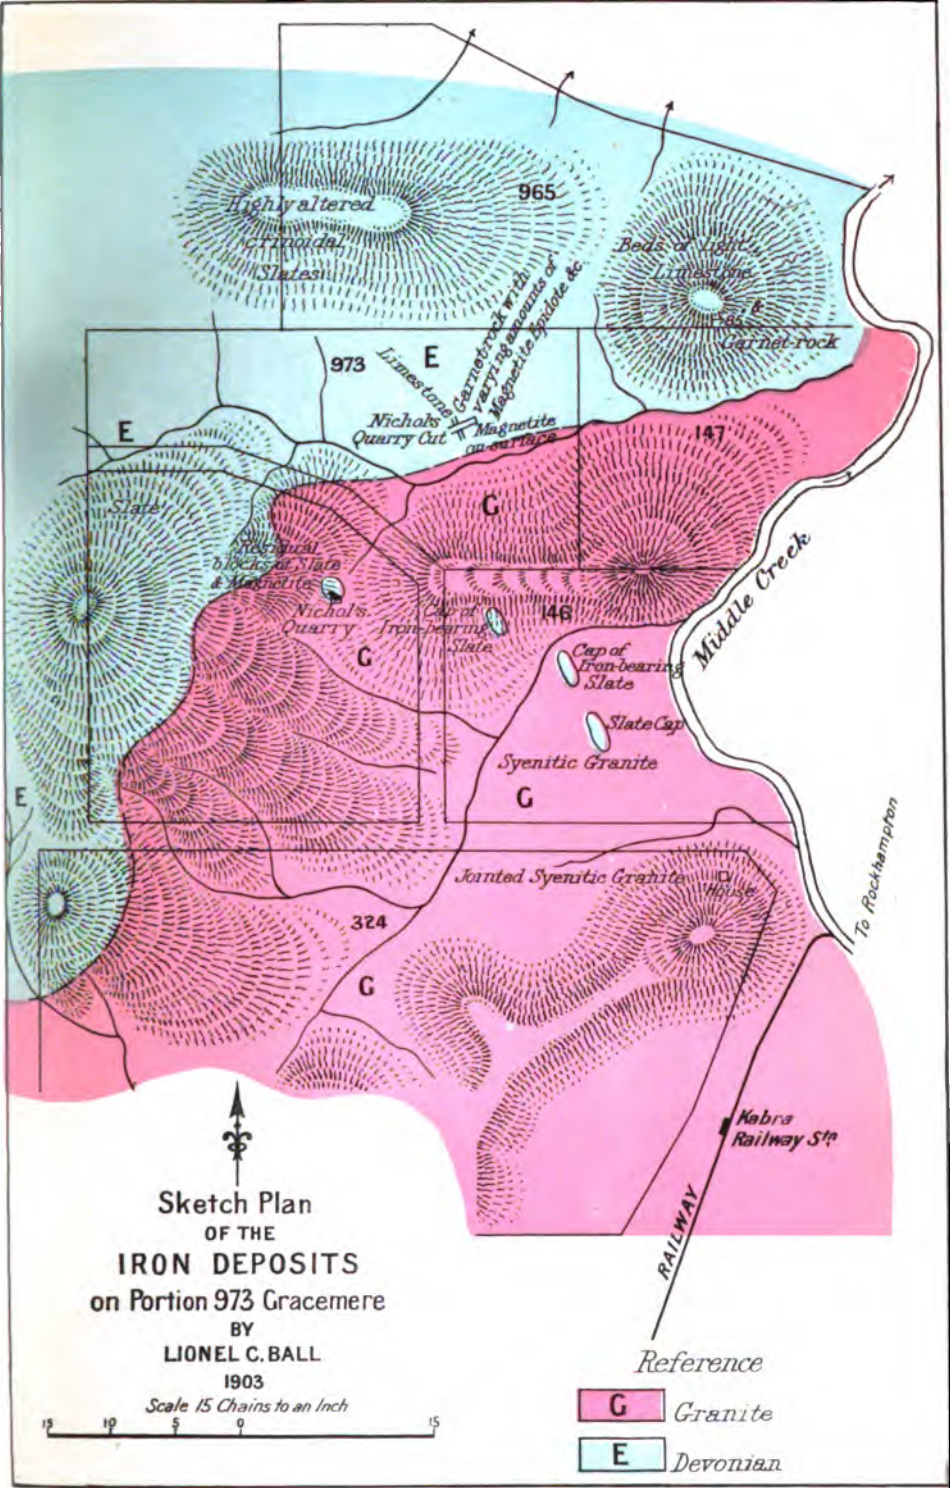 965
Highly altered
crinoidal
Slates
Beds of light
Limestone
&
Garnet-rock
973
E
Limestone
Garnetrock with
varying amounts of
Magnetite Epidote &c
Nichols
Quarry Cut
Magnetite
on surface
E
147
Slate
G
Residual
blocks of Slate
& Magnetite
Nichols
Quarry
Cap of
Iron-bearing
Slate
146
Middle Creek
G
Cap of
Iron-bearing
Slate
Slate Cap
Syenitic Granite
E
G
To Rockhampton
Jointed Syenitic Granite
House
324
G
Kabra
Railway Stn.
RAILWAY
Sketch Plan
OF THE
IRON DEPOSITS
on Portion 973 Gracemere
BY
LIONEL C. BALL
1903
Scale 15 Chains to an Inch
15 10 5 0 15
Reference
G Granite
E Devonian